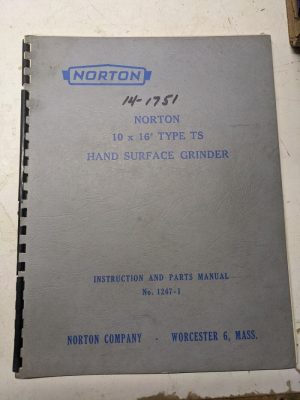 NORTON
14-1751
NORTON
10 x 16" TYPE TS
HAND SURFACE GRINDER
INSTRUCTION AND PARTS MANUAL
No. 1247-1
NORTON COMPANY - WORCESTER 6, MASS.